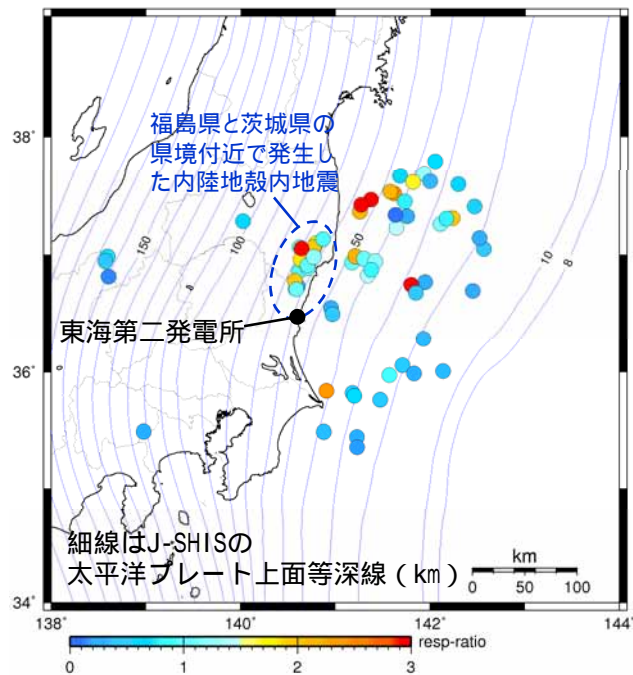 38˚
36˚
34˚
138˚
140˚
142˚
144˚
福島県と茨城県の
県境付近で発生し
た内陸地殻内地震
150
100
50
10
8
東海第二発電所
細線はJ-SHISの
太平洋プレート上面等深線（km）
km
0 50 100
resp-ratio
0 1 2 3